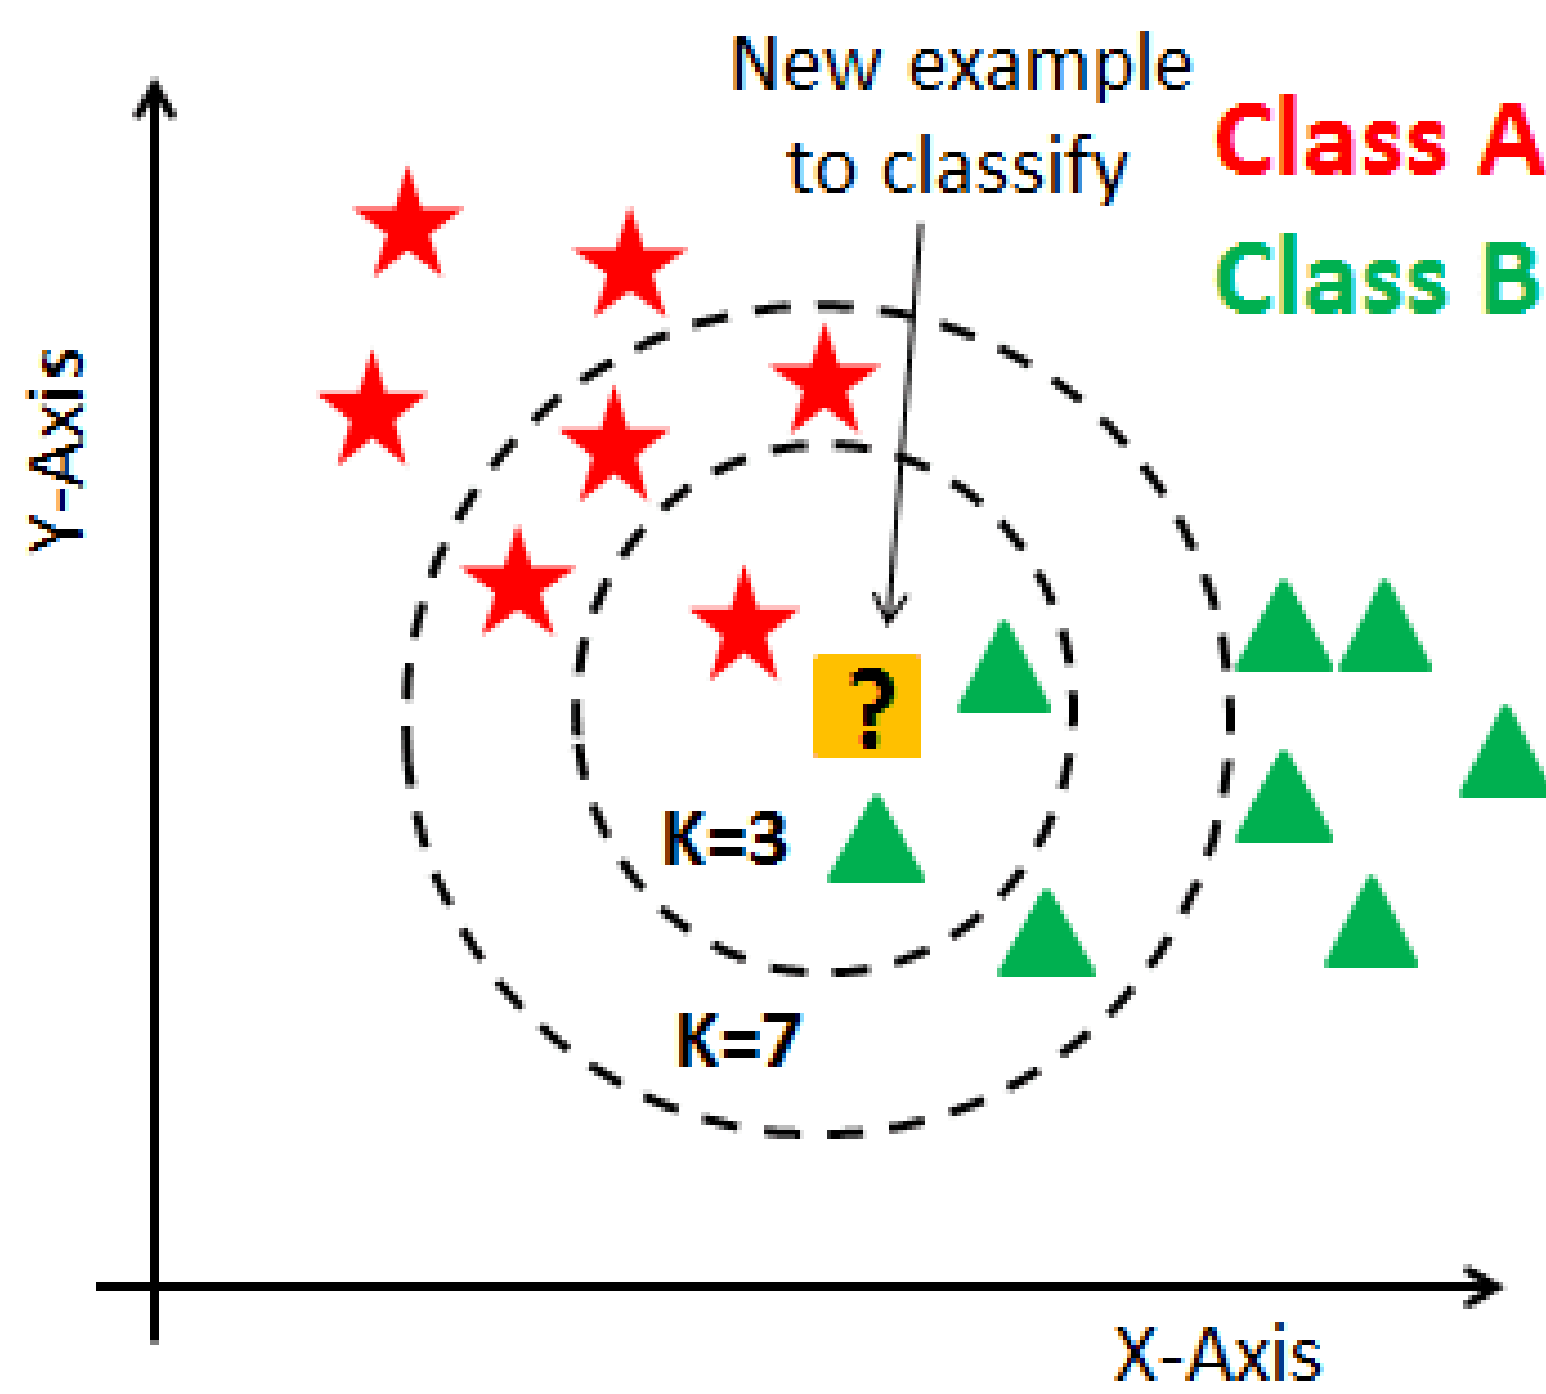 New example
to classify
Class A
Class B
Y-Axis
?
K=3
K=7
X-Axis